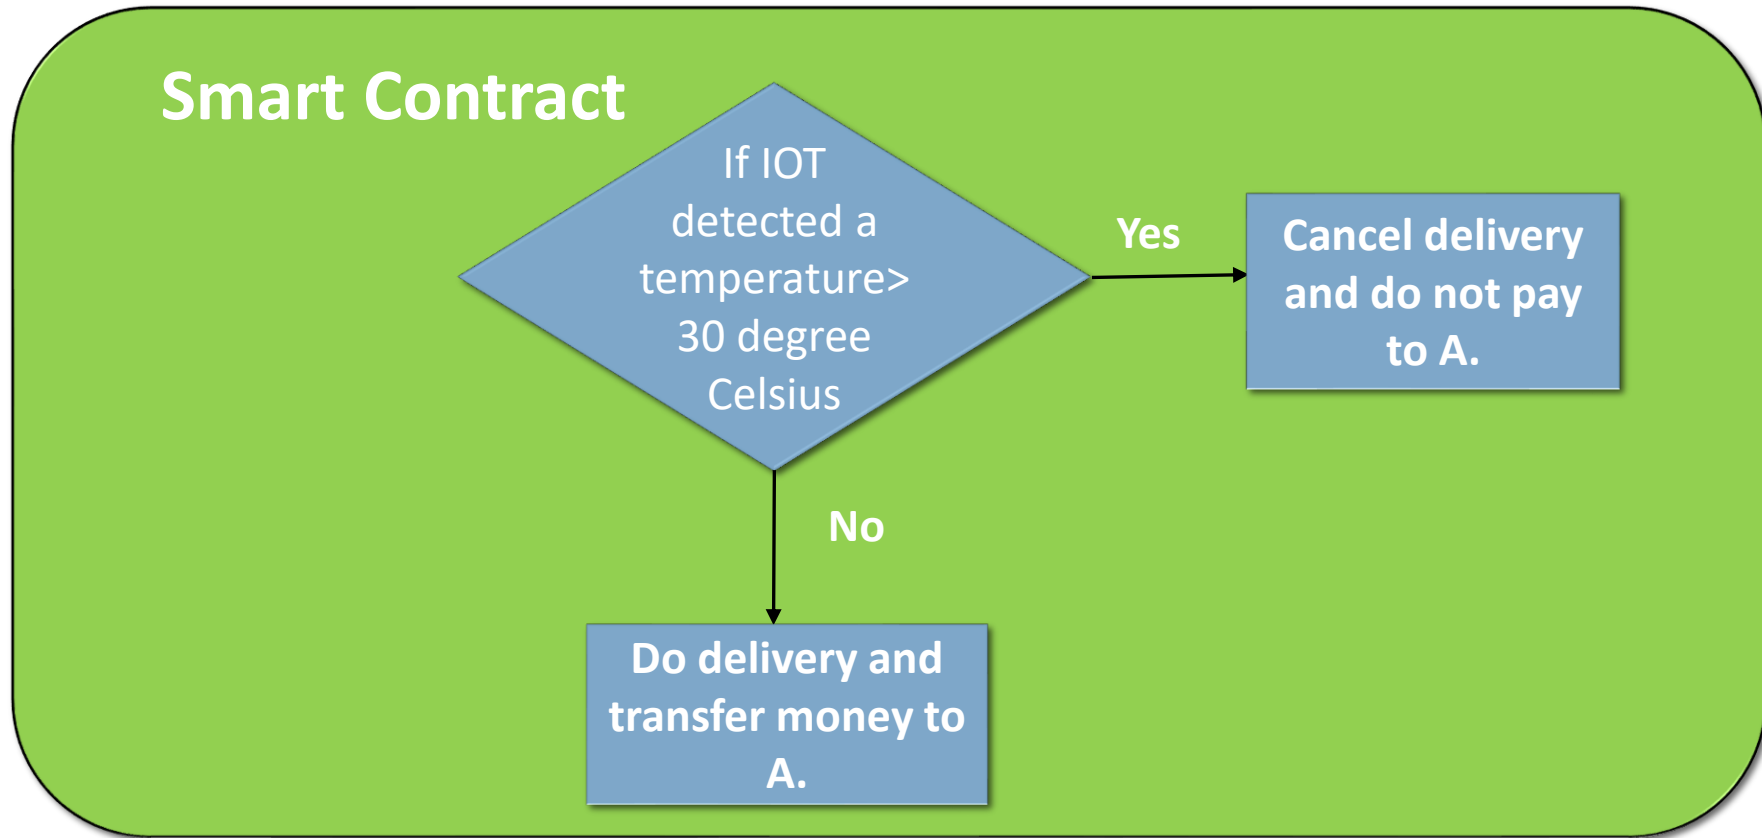 Smart Contract
If IOT
detected a
temperature>
30 degree
Celsius
Yes
Cancel delivery
and do not pay
to A.
No
Do delivery and
transfer money to
A.